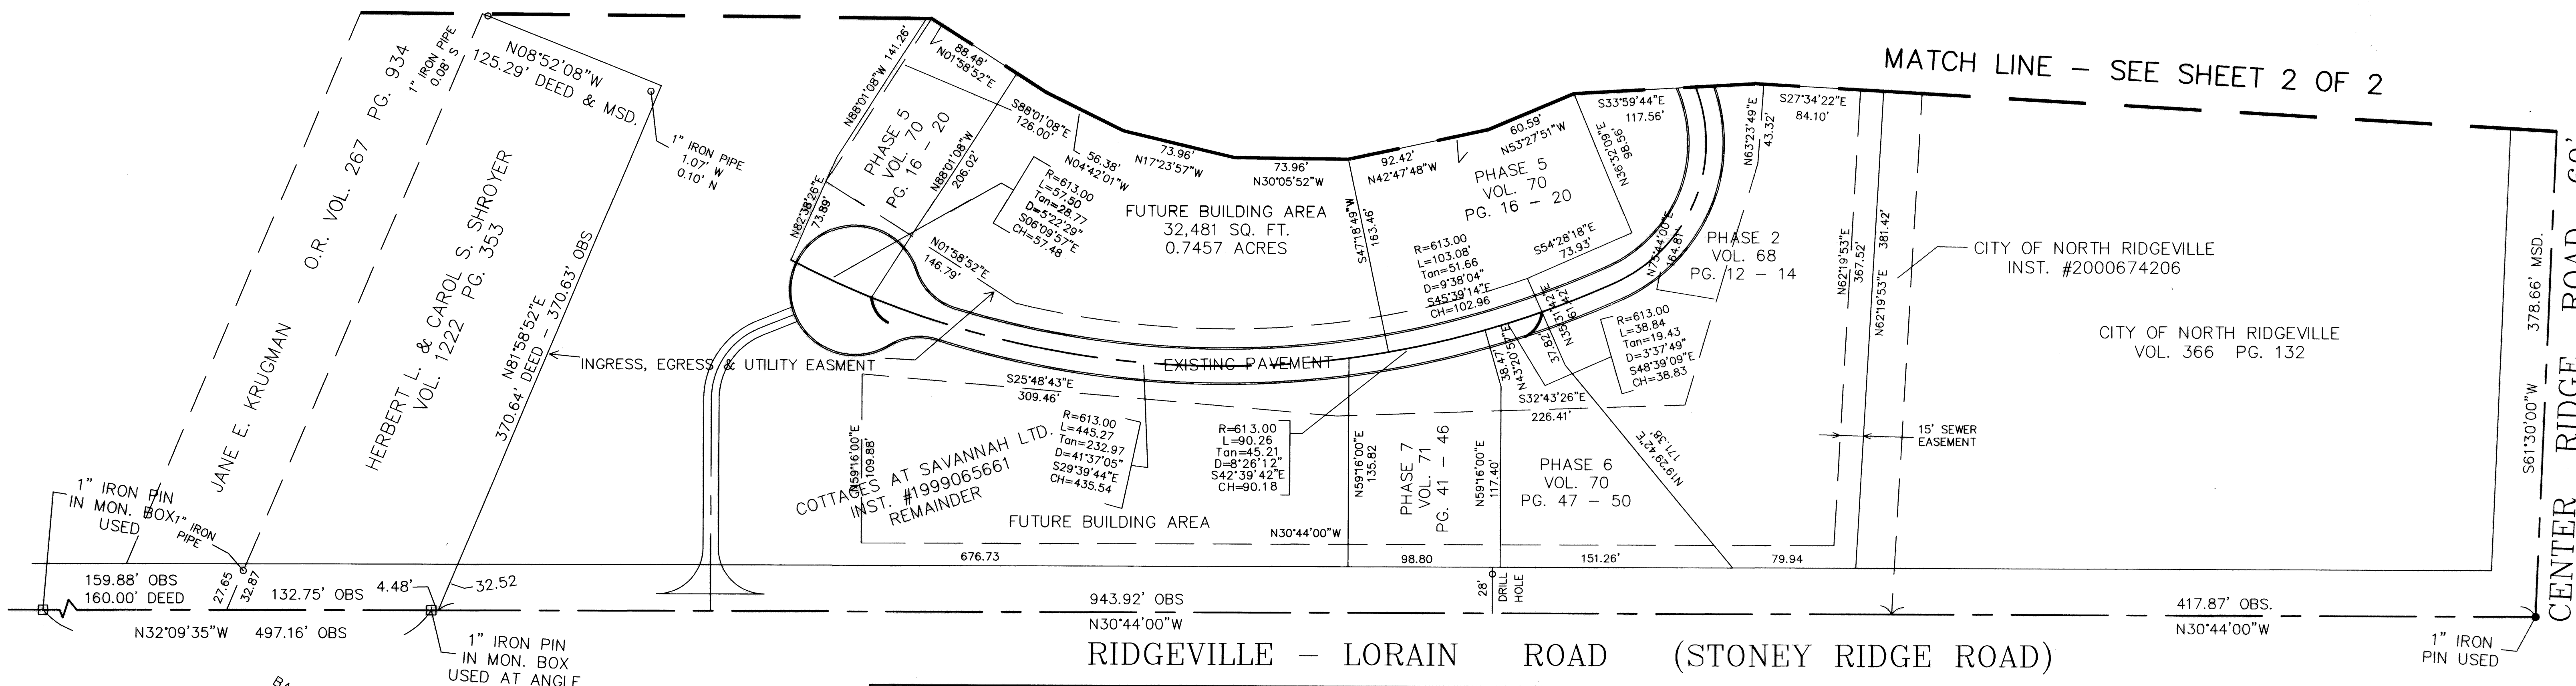 MATCH LINE – SEE SHEET 2 OF 2
JANE E. KRUGMAN O.R. VOL. 267 PG. 934
1" IRON PIPE
0.08' S
N08°52'08"W
125.29' DEED & MSD.
1" IRON PIPE
1.07' W
0.10' N
HERBERT L. & CAROL S. SHROYER
VOL. 1222 PG. 353
N81°58'52"E
370.64' DEED – 370.63' OBS
1" IRON PIN
IN MON. BOX
USED
1" IRON
PIPE
159.88' OBS
160.00' DEED
27.65
32.87
132.75' OBS
4.48'
32.52
N32°09'35"W 497.16' OBS
1" IRON PIN
IN MON. BOX
USED AT ANGLE
INGRESS, EGRESS & UTILITY EASMENT
N88°01'08"W 141.26'
88.48'
N01°58'52"E
PHASE 5
VOL. 70
PG. 16 – 20
N88°01'08"W
206.02'
N82°38'26"E
73.89'
S88°01'08"E
126.00'
56.38'
N04°42'01"W
R=613.00
L=57.50
Tan=28.77
D=5°22'29"
S06°09'57"E
CH=57.48
N01°58'52"E
146.79'
73.96'
N17°23'57"W
73.96'
N30°05'52"W
FUTURE BUILDING AREA
32,481 SQ. FT.
0.7457 ACRES
92.42'
N42°47'48"W
60.59'
N53°27'51"W
163.46'
PHASE 5
VOL. 70
PG. 16 – 20
N36°32'09"E
98.56'
S33°59'44"E
117.56'
S27°34'22"E
84.10'
N63°23'49"E
43.32'
R=613.00
L=103.08'
Tan=51.66
D=9°38'04"
S45°39'14"E
CH=102.96
S54°28'18"E
73.93'
N75°44'00"E
164.81'
PHASE 2
VOL. 68
PG. 12 – 14
N62°19'53"E
367.52'
N62°19'53"E 381.42'
CITY OF NORTH RIDGEVILLE
INST. #2000674206
CITY OF NORTH RIDGEVILLE
VOL. 366 PG. 132
15' SEWER
EASEMENT
EXISTING PAVEMENT
S25°48'43"E
309.46'
N59°16'00"E
109.88'
COTTAGES AT SAVANNAH LTD.
INST. #1999065661
REMAINDER
R=613.00
L=445.27
Tan=232.97
D=41°37'05"
S29°39'44"E
CH=435.54
R=613.00
L=90.26
Tan=45.21
D=8°26'12"
S42°39'42"E
CH=90.18
FUTURE BUILDING AREA
N30°44'00"W
N59°16'00"E
135.82
PHASE 7
VOL. 71
PG. 41 – 46
N59°16'00"E
117.40'
38.47'
N43°20'57"E
37.82'
N35°31'42"E
61.42'
R=613.00
L=38.84
Tan=19.43
D=3°37'49"
S48°39'09"E
CH=38.83
S32°43'26"E
226.41'
N19°29'42"E
171.38'
PHASE 6
VOL. 70
PG. 47 – 50
676.73
98.80
151.26'
79.94
28'
DRILL
HOLE
943.92' OBS
N30°44'00"W
417.87' OBS.
N30°44'00"W
RIDGEVILLE – LORAIN ROAD (STONEY RIDGE ROAD)
1" IRON
PIN USED
S61°30'00"W 378.66' MSD.
CENTER RIDGE ROAD 60'